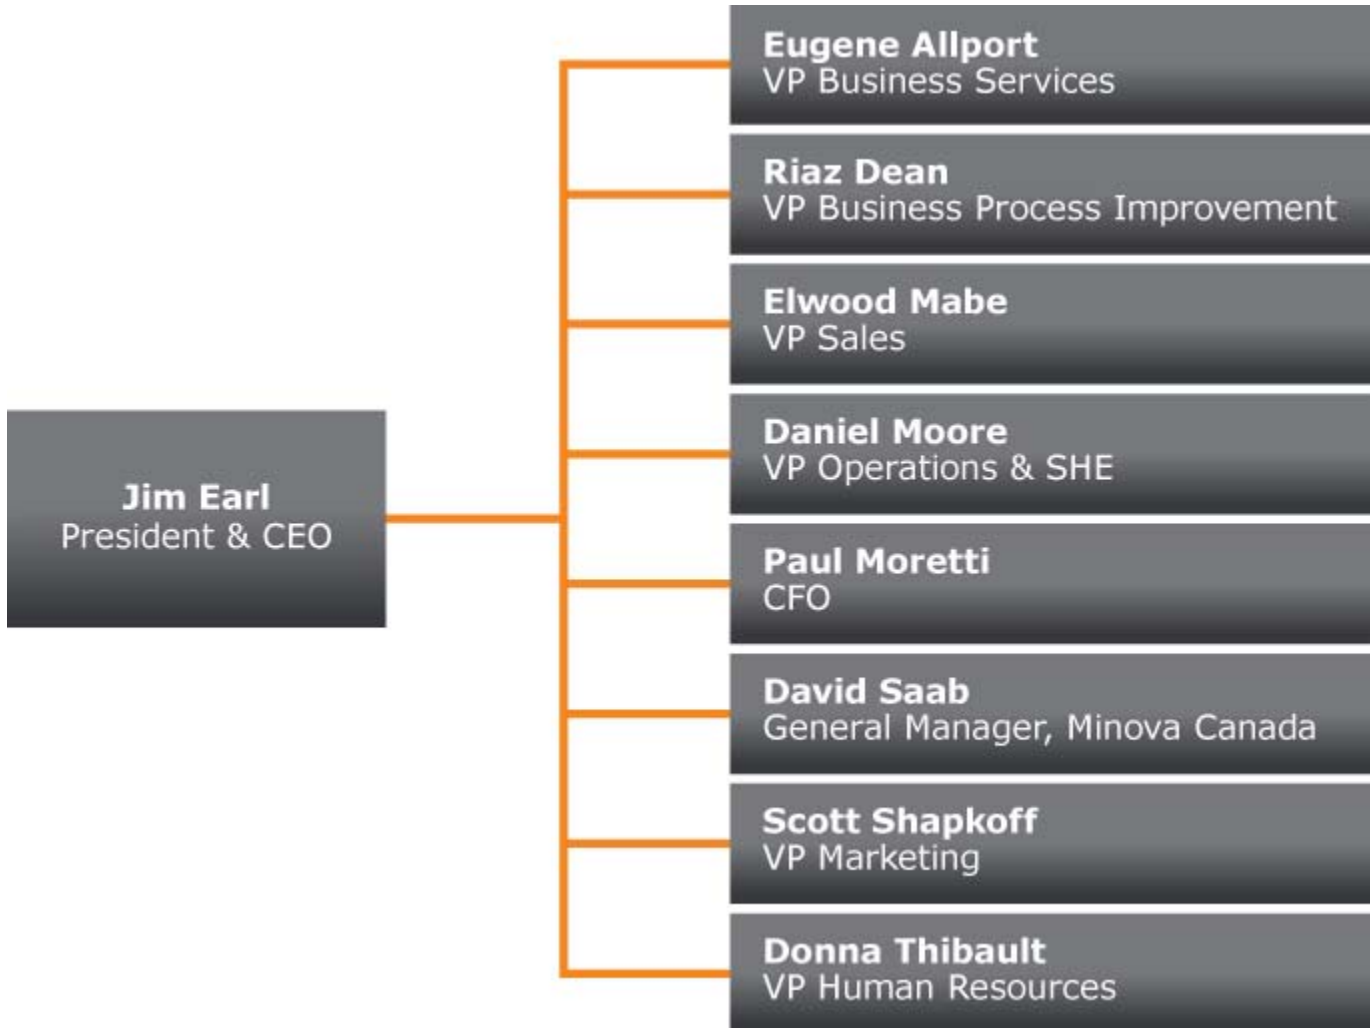 Eugene Allport
VP Business Services
Riaz Dean
VP Business Process Improvement
Elwood Mabe
VP Sales
Daniel Moore
VP Operations & SHE
Jim Earl
President & CEO
Paul Moretti
CFO
David Saab
General Manager, Minova Canada
Scott Shapkoff
VP Marketing
Donna Thibault
VP Human Resources